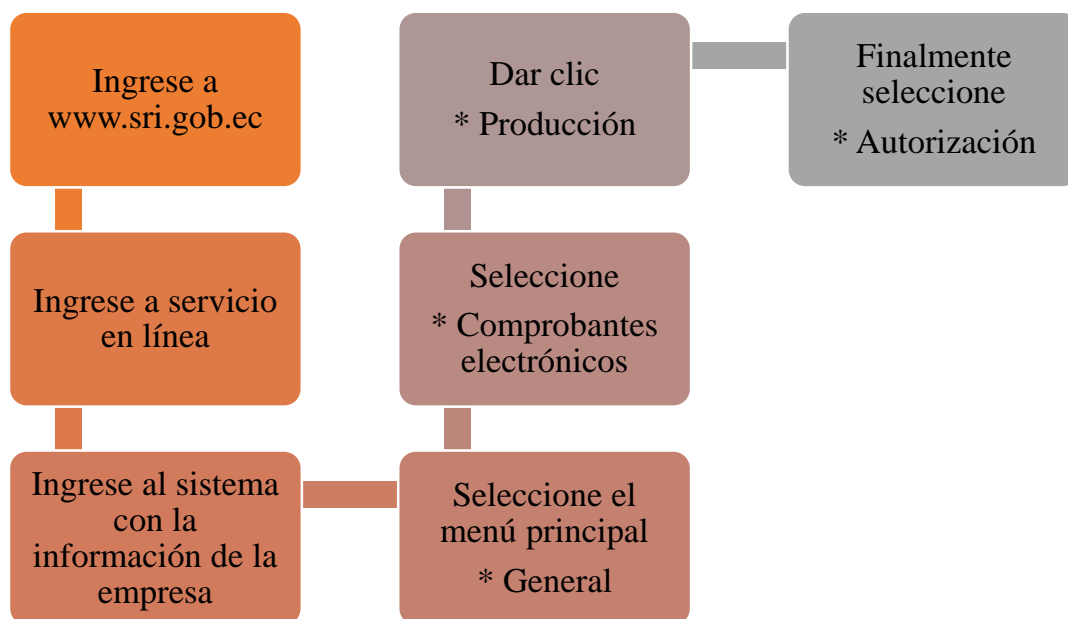 Ingrese a
www.sri.gob.ec
Ingrese a servicio
en línea
Ingrese al sistema
con la
información de la
empresa
Seleccione el
menú principal
* General
Seleccione
* Comprobantes
electrónicos
Dar clic
* Producción
Finalmente
seleccione
* Autorización